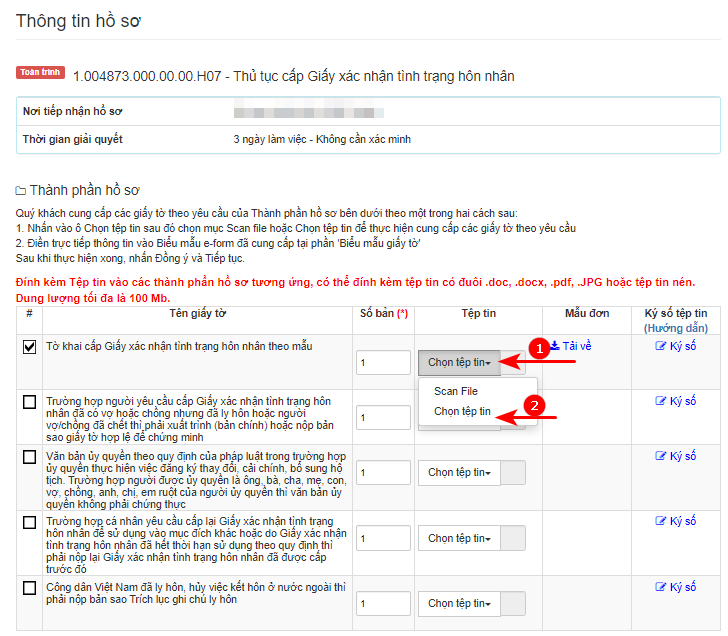 Thông tin hồ sơ
Toàn trình 1.004873.000.00.00.H07 - Thủ tục cấp Giấy xác nhận tình trạng hôn nhân
Nơi tiếp nhận hồ sơ
Thời gian giải quyết 3 ngày làm việc - Không cần xác minh
Thành phần hồ sơ
Quý khách cung cấp các giấy tờ theo yêu cầu của Thành phần hồ sơ bên dưới theo một trong hai cách sau:
1. Nhấn vào ô Chọn tệp tin sau đó chọn mục Scan file hoặc Chọn tệp tin để thực hiện cung cấp các giấy tờ theo yêu cầu
2. Điền trực tiếp thông tin vào Biểu mẫu e-form đã cung cấp tại phần 'Biểu mẫu giấy tờ'
Sau khi thực hiện xong, nhấn Đồng ý và Tiếp tục.
Đính kèm Tệp tin vào các thành phần hồ sơ tương ứng, có thể đính kèm tệp tin có đuôi .doc, .docx, .pdf, .JPG hoặc tệp tin nén.
Dung lượng tối đa là 100 Mb.
# Tên giấy tờ Số bản (*) Tệp tin Mẫu đơn Ký số tệp tin
(Hướng dẫn)
Tờ khai cấp Giấy xác nhận tình trạng hôn nhân theo mẫu 1 Tải về Ký số
1 Chọn tệp tin
Scan File
Chọn tệp tin 2
Trường hợp người yêu cầu cấp Giấy xác nhận tình trạng hôn Ký số
nhân đã có vợ hoặc chồng nhưng đã ly hôn hoặc người
vợ/chồng đã chết thì phải xuất trình (bản chính) hoặc nộp bản 1
sao giấy tờ hợp lệ để chứng minh
Văn bản ủy quyền theo quy định của pháp luật trong trường hợp Ký số
ủy quyền thực hiện việc đăng ký thay đổi, cải chính, bổ sung hộ
tịch. Trường hợp người được ủy quyền là ông, bà, cha, mẹ, con, 1 Chọn tệp tin
vợ, chồng, anh, chị, em ruột của người ủy quyền thì văn bản ủy
quyền không phải chứng thực
Trường hợp cá nhân yêu cầu cấp lại Giấy xác nhận tình trạng Ký số
hôn nhân để sử dụng vào mục đích khác hoặc do Giấy xác nhận
tình trạng hôn nhân đã hết thời hạn sử dụng theo quy định thì 1 Chọn tệp tin
phải nộp lại Giấy xác nhận tình trạng hôn nhân đã được cấp
trước đó
Công dân Việt Nam đã ly hôn, hủy việc kết hôn ở nước ngoài thì Ký số
phải nộp bản sao Trích lục ghi chú ly hôn 1 Chọn tệp tin